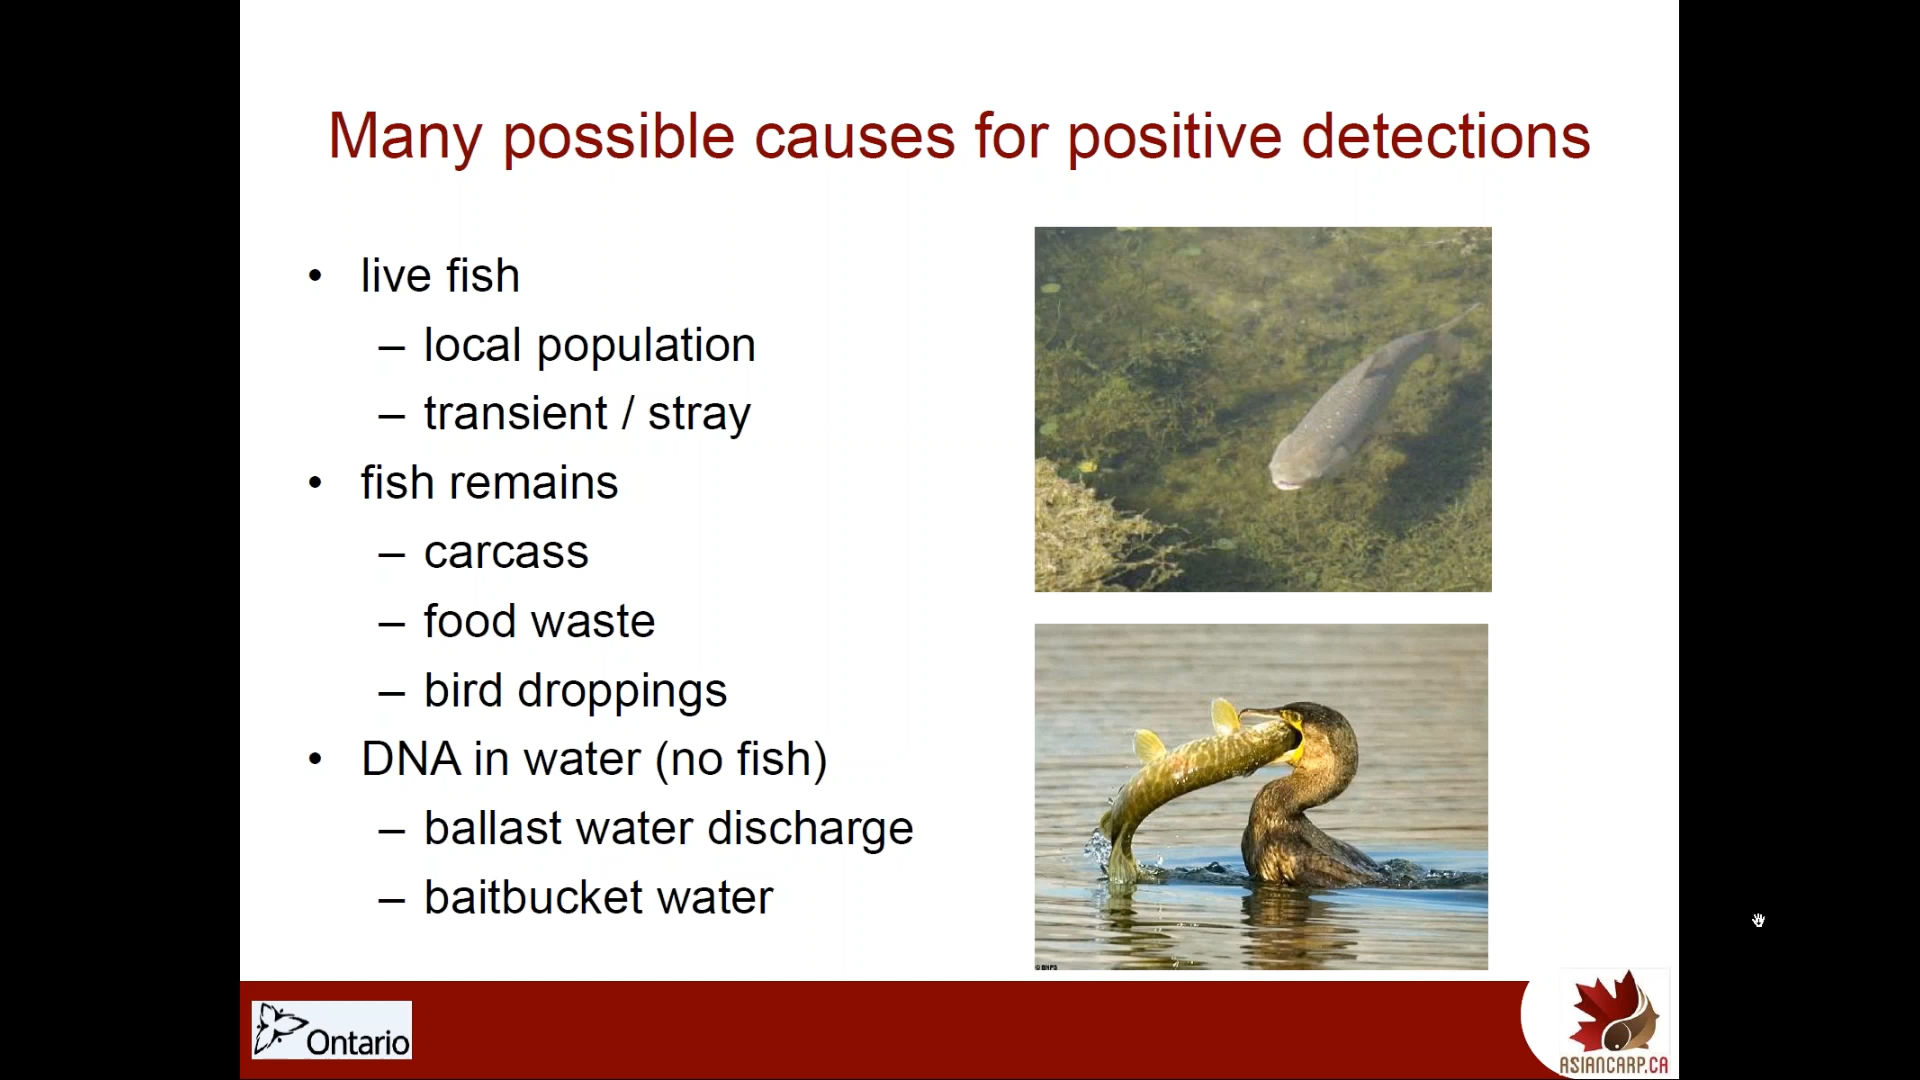 Many possible causes for positive detections
• live fish
– local population
– transient / stray
• fish remains
– carcass
– food waste
– bird droppings
• DNA in water (no fish)
– ballast water discharge
– baitbucket water
© BNPS
Ontario
ASIANCARP.CA